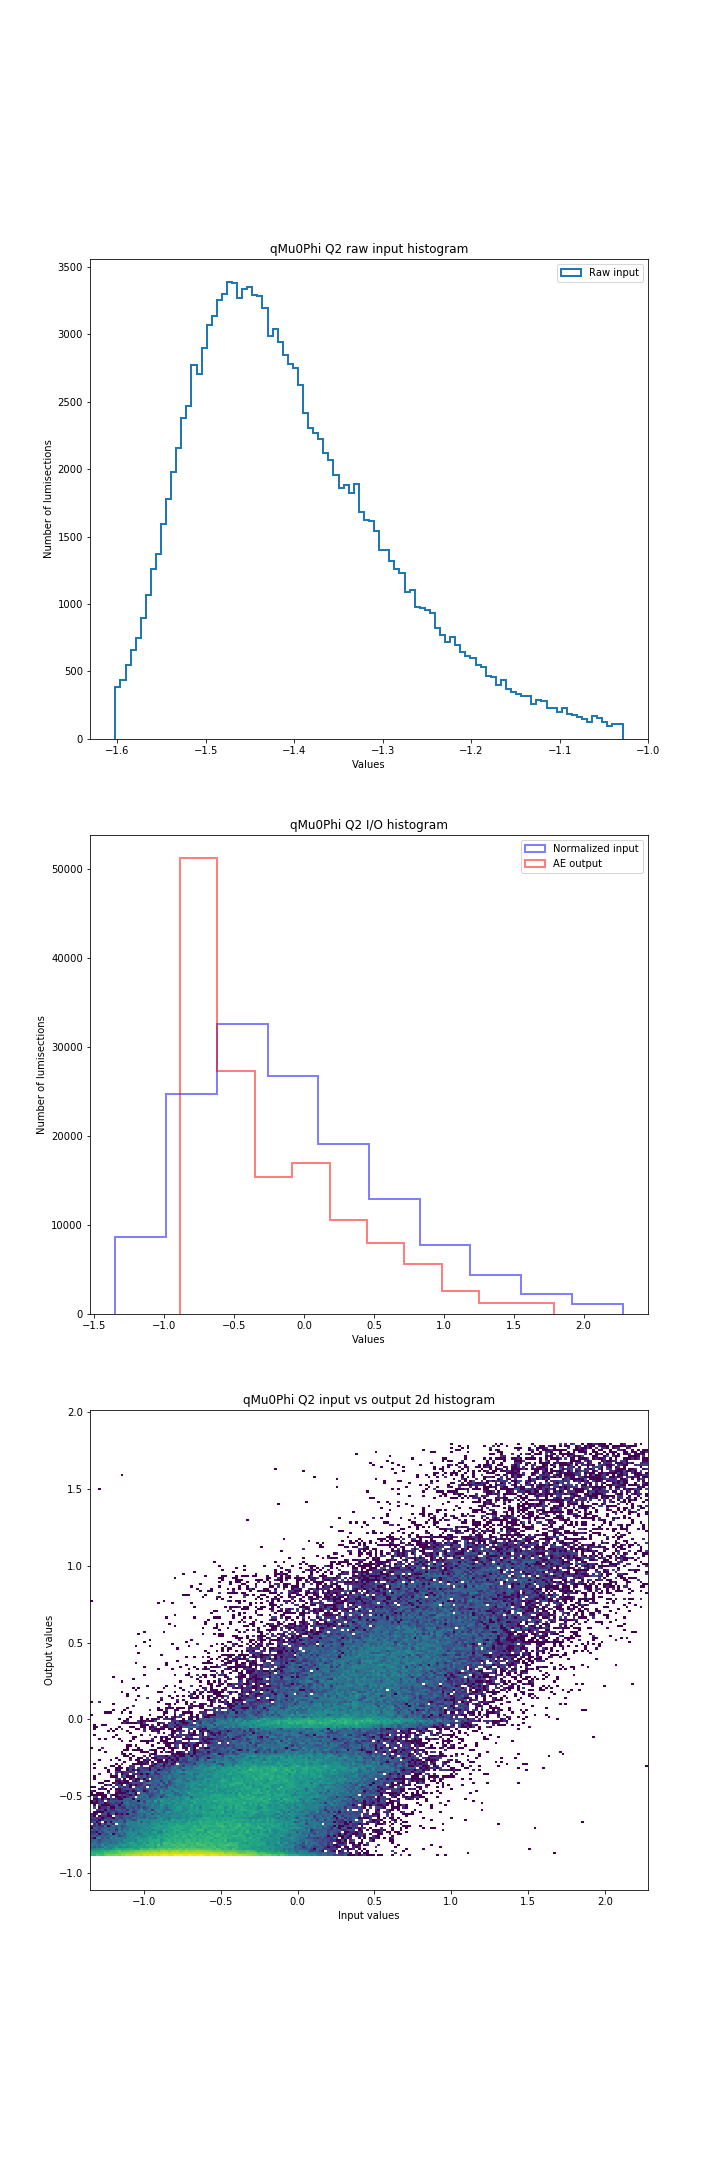 qMu0Phi Q2 raw input histogram
Raw input
3500
3000
2500
2000
1500
1000
500
0
Number of lumisections
−1.6 −1.5 −1.4 −1.3 −1.2 −1.1 −1.0
Values
qMu0Phi Q2 I/O histogram
Normalized input
AE output
50000
40000
30000
20000
10000
0
Number of lumisections
−1.5 −1.0 −0.5 0.0 0.5 1.0 1.5 2.0
Values
qMu0Phi Q2 input vs output 2d histogram
2.0
1.5
1.0
0.5
0.0
−0.5
−1.0
Output values
−1.0 −0.5 0.0 0.5 1.0 1.5 2.0
Input values